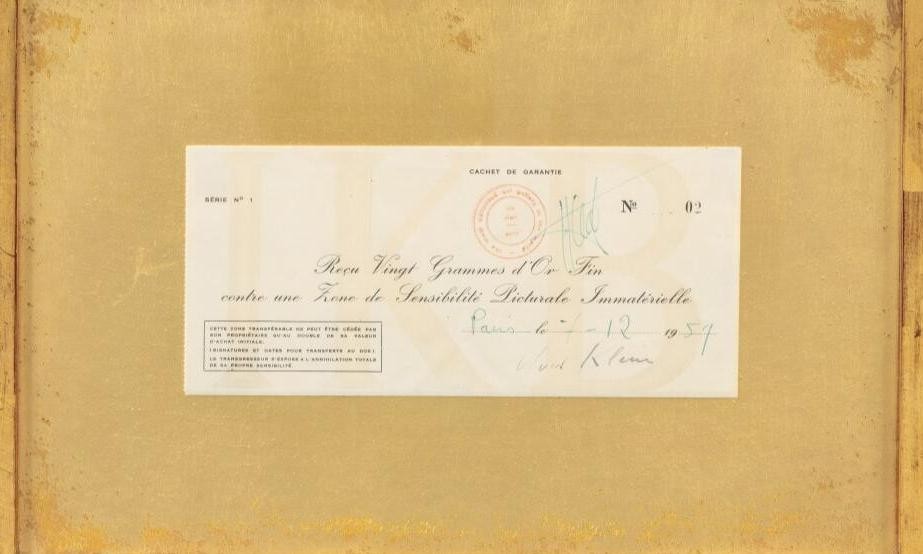 CACHET DE GARANTIE
SÉRIE Nº 1
Nº 02
Reçu Vingt Grammes d'Or Fin
contre une Zone de Sensibilité Picturale Immatérielle
Paris le 7-12 1959
Yves Klein
CETTE ZONE TRANSFÉRABLE NE PEUT ÊTRE CÉDÉE PAR
SON PROPRIÉTAIRE QU'AU DOUBLE DE SA VALEUR
D'ACHAT INITIALE.
(SIGNATURES ET DATES POUR TRANSFERTS AU DOS).
LE TRANSGRESSEUR S'EXPOSE A L'ANNIHILATION TOTALE
DE SA PROPRE SENSIBILITÉ.
IKB